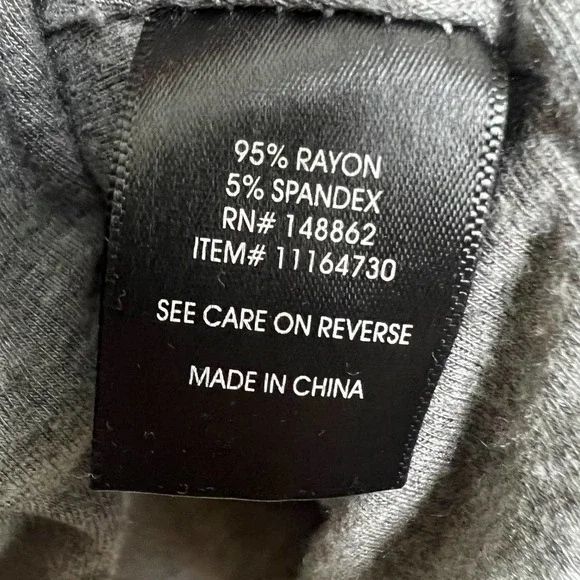 95% RAYON
5% SPANDEX
RN# 148862
ITEM# 11164730
SEE CARE ON REVERSE
MADE IN CHINA